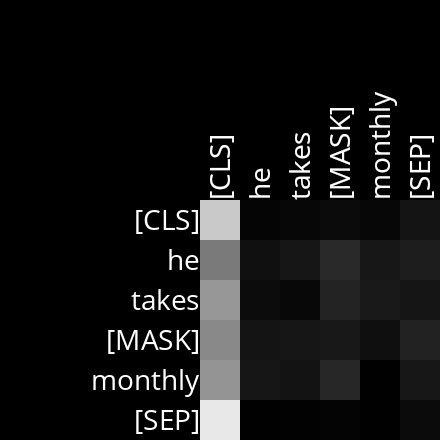 [CLS]
he
takes
[MASK]
monthly
[SEP]
[CLS]
he
takes
[MASK]
monthly
[SEP]